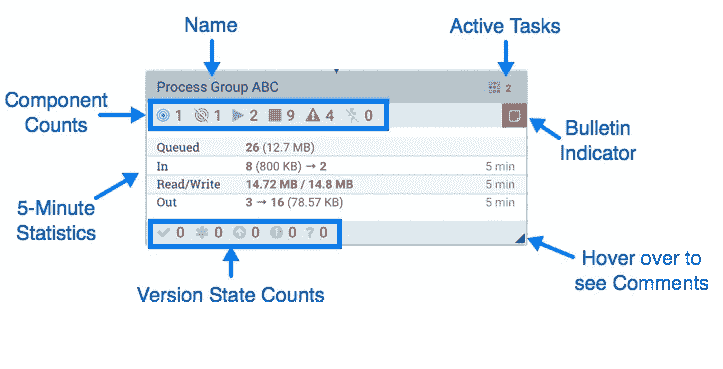 Name
Active Tasks
Process Group ABC
2
Component
Counts
1 1 2 9 4 0
Bulletin
Indicator
Queued 26 (12.7 MB)
In 8 (800 KB) → 2 5 min
Read/Write 14.72 MB / 14.8 MB 5 min
Out 3 → 16 (78.57 KB) 5 min
5-Minute
Statistics
0 0 0 0 ? 0
Hover over to
see Comments
Version State Counts